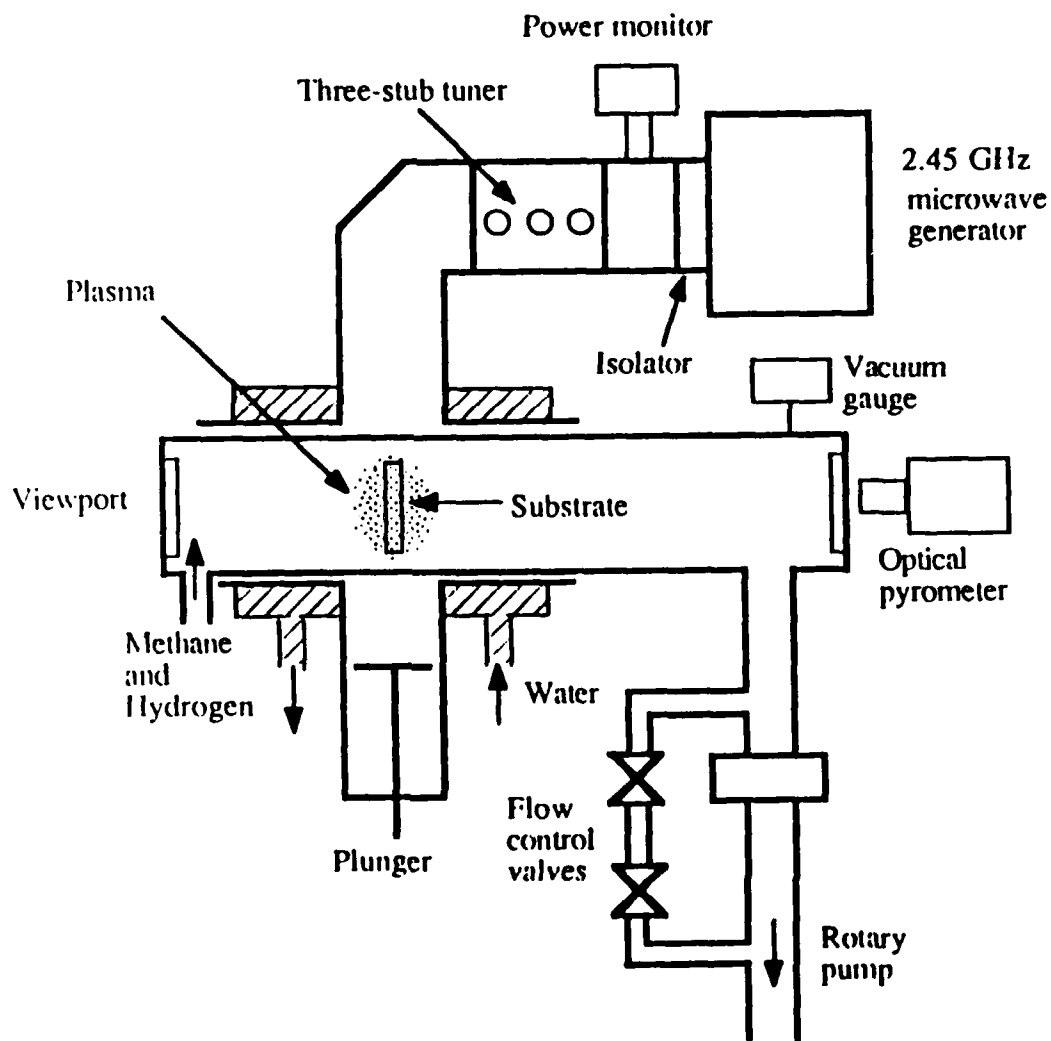 Power monitor
Three-stub tuner
2.45 GHz
microwave
generator
Plasma
Isolator
Vacuum
gauge
Viewport
Substrate
Optical
pyrometer
Methane
and
Hydrogen
Water
Flow
control
valves
Plunger
Rotary
pump